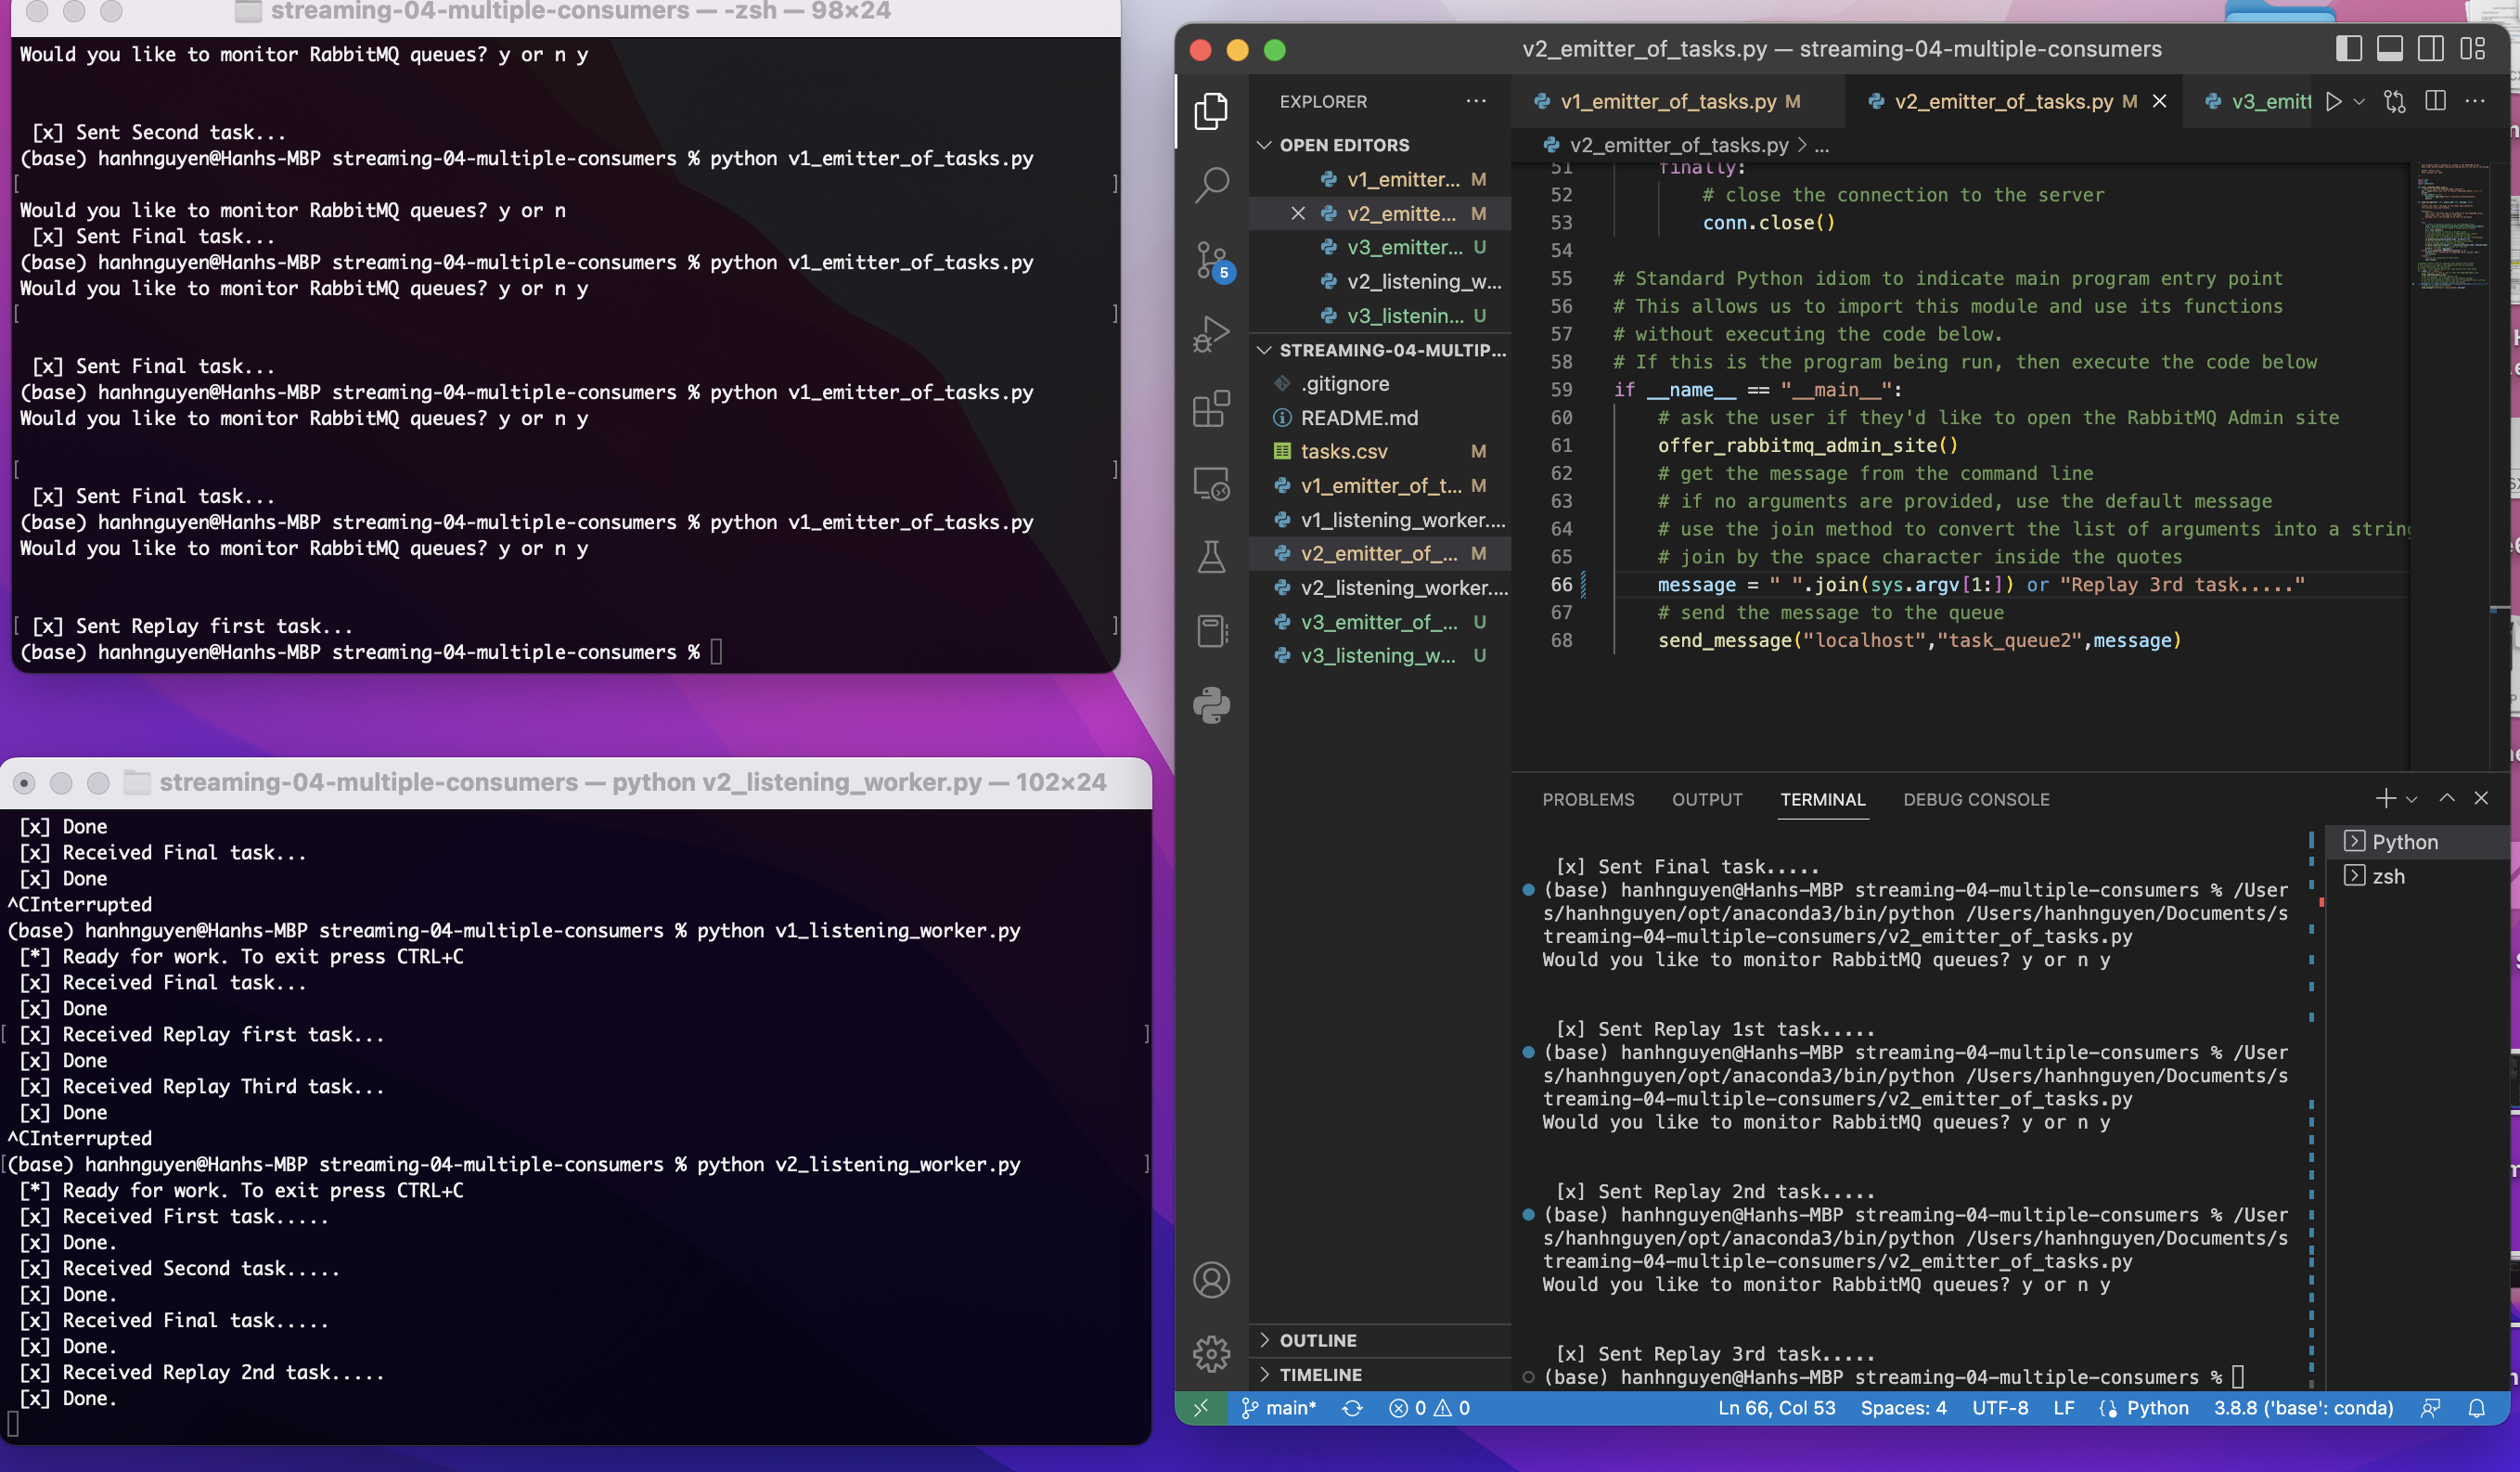 streaming-04-multiple-consumers — -zsh — 98×24
Would you like to monitor RabbitMQ queues? y or n y
[x] Sent Second task...
(base) hanhnguyen@Hanhs-MBP streaming-04-multiple-consumers % python v1_emitter_of_tasks.py
[ ]
Would you like to monitor RabbitMQ queues? y or n
[x] Sent Final task...
(base) hanhnguyen@Hanhs-MBP streaming-04-multiple-consumers % python v1_emitter_of_tasks.py
Would you like to monitor RabbitMQ queues? y or n y
[ ]
[x] Sent Final task...
(base) hanhnguyen@Hanhs-MBP streaming-04-multiple-consumers % python v1_emitter_of_tasks.py
Would you like to monitor RabbitMQ queues? y or n y
[ ]
[x] Sent Final task...
(base) hanhnguyen@Hanhs-MBP streaming-04-multiple-consumers % python v1_emitter_of_tasks.py
Would you like to monitor RabbitMQ queues? y or n y
[ [x] Sent Replay first task... ]
(base) hanhnguyen@Hanhs-MBP streaming-04-multiple-consumers %
streaming-04-multiple-consumers — python v2_listening_worker.py — 102×24
[x] Done
[x] Received Final task...
[x] Done
^CInterrupted
(base) hanhnguyen@Hanhs-MBP streaming-04-multiple-consumers % python v1_listening_worker.py
[*] Ready for work. To exit press CTRL+C
[x] Received Final task...
[x] Done
[ [x] Received Replay first task... ]
[x] Done
[x] Received Replay Third task...
[x] Done
^CInterrupted
[(base) hanhnguyen@Hanhs-MBP streaming-04-multiple-consumers % python v2_listening_worker.py ]
[*] Ready for work. To exit press CTRL+C
[x] Received First task.....
[x] Done.
[x] Received Second task.....
[x] Done.
[x] Received Final task.....
[x] Done.
[x] Received Replay 2nd task.....
[x] Done.
v2_emitter_of_tasks.py — streaming-04-multiple-consumers
5
EXPLORER ...
OPEN EDITORS
v1_emitter... M
v2_emitte... M
v3_emitter... U
v2_listening_w...
v3_listenin... U
STREAMING-04-MULTIP...
.gitignore
README.md
tasks.csv M
v1_emitter_of_t... M
v1_listening_worker....
v2_emitter_of_... M
v2_listening_worker....
v3_emitter_of_... U
v3_listening_w... U
OUTLINE
TIMELINE
v1_emitter_of_tasks.py M
v2_emitter_of_tasks.py M
v3_emitt
v2_emitter_of_tasks.py > ...
51 finally:
52 # close the connection to the server
53 conn.close()
54
55 # Standard Python idiom to indicate main program entry point
56 # This allows us to import this module and use its functions
57 # without executing the code below.
58 # If this is the program being run, then execute the code below
59 if __name__ == "__main__":
60 # ask the user if they'd like to open the RabbitMQ Admin site
61 offer_rabbitmq_admin_site()
62 # get the message from the command line
63 # if no arguments are provided, use the default message
64 # use the join method to convert the list of arguments into a string
65 # join by the space character inside the quotes
66 message = " ".join(sys.argv[1:]) or "Replay 3rd task....."
67 # send the message to the queue
68 send_message("localhost","task_queue2",message)
PROBLEMS OUTPUT TERMINAL DEBUG CONSOLE
Python
zsh
[x] Sent Final task.....
(base) hanhnguyen@Hanhs-MBP streaming-04-multiple-consumers % /User
s/hanhnguyen/opt/anaconda3/bin/python /Users/hanhnguyen/Documents/s
treaming-04-multiple-consumers/v2_emitter_of_tasks.py
Would you like to monitor RabbitMQ queues? y or n y
[x] Sent Replay 1st task.....
(base) hanhnguyen@Hanhs-MBP streaming-04-multiple-consumers % /User
s/hanhnguyen/opt/anaconda3/bin/python /Users/hanhnguyen/Documents/s
treaming-04-multiple-consumers/v2_emitter_of_tasks.py
Would you like to monitor RabbitMQ queues? y or n y
[x] Sent Replay 2nd task.....
(base) hanhnguyen@Hanhs-MBP streaming-04-multiple-consumers % /User
s/hanhnguyen/opt/anaconda3/bin/python /Users/hanhnguyen/Documents/s
treaming-04-multiple-consumers/v2_emitter_of_tasks.py
Would you like to monitor RabbitMQ queues? y or n y
[x] Sent Replay 3rd task.....
(base) hanhnguyen@Hanhs-MBP streaming-04-multiple-consumers %
main* 0 0 Ln 66, Col 53 Spaces: 4 UTF-8 LF Python 3.8.8 ('base': conda)